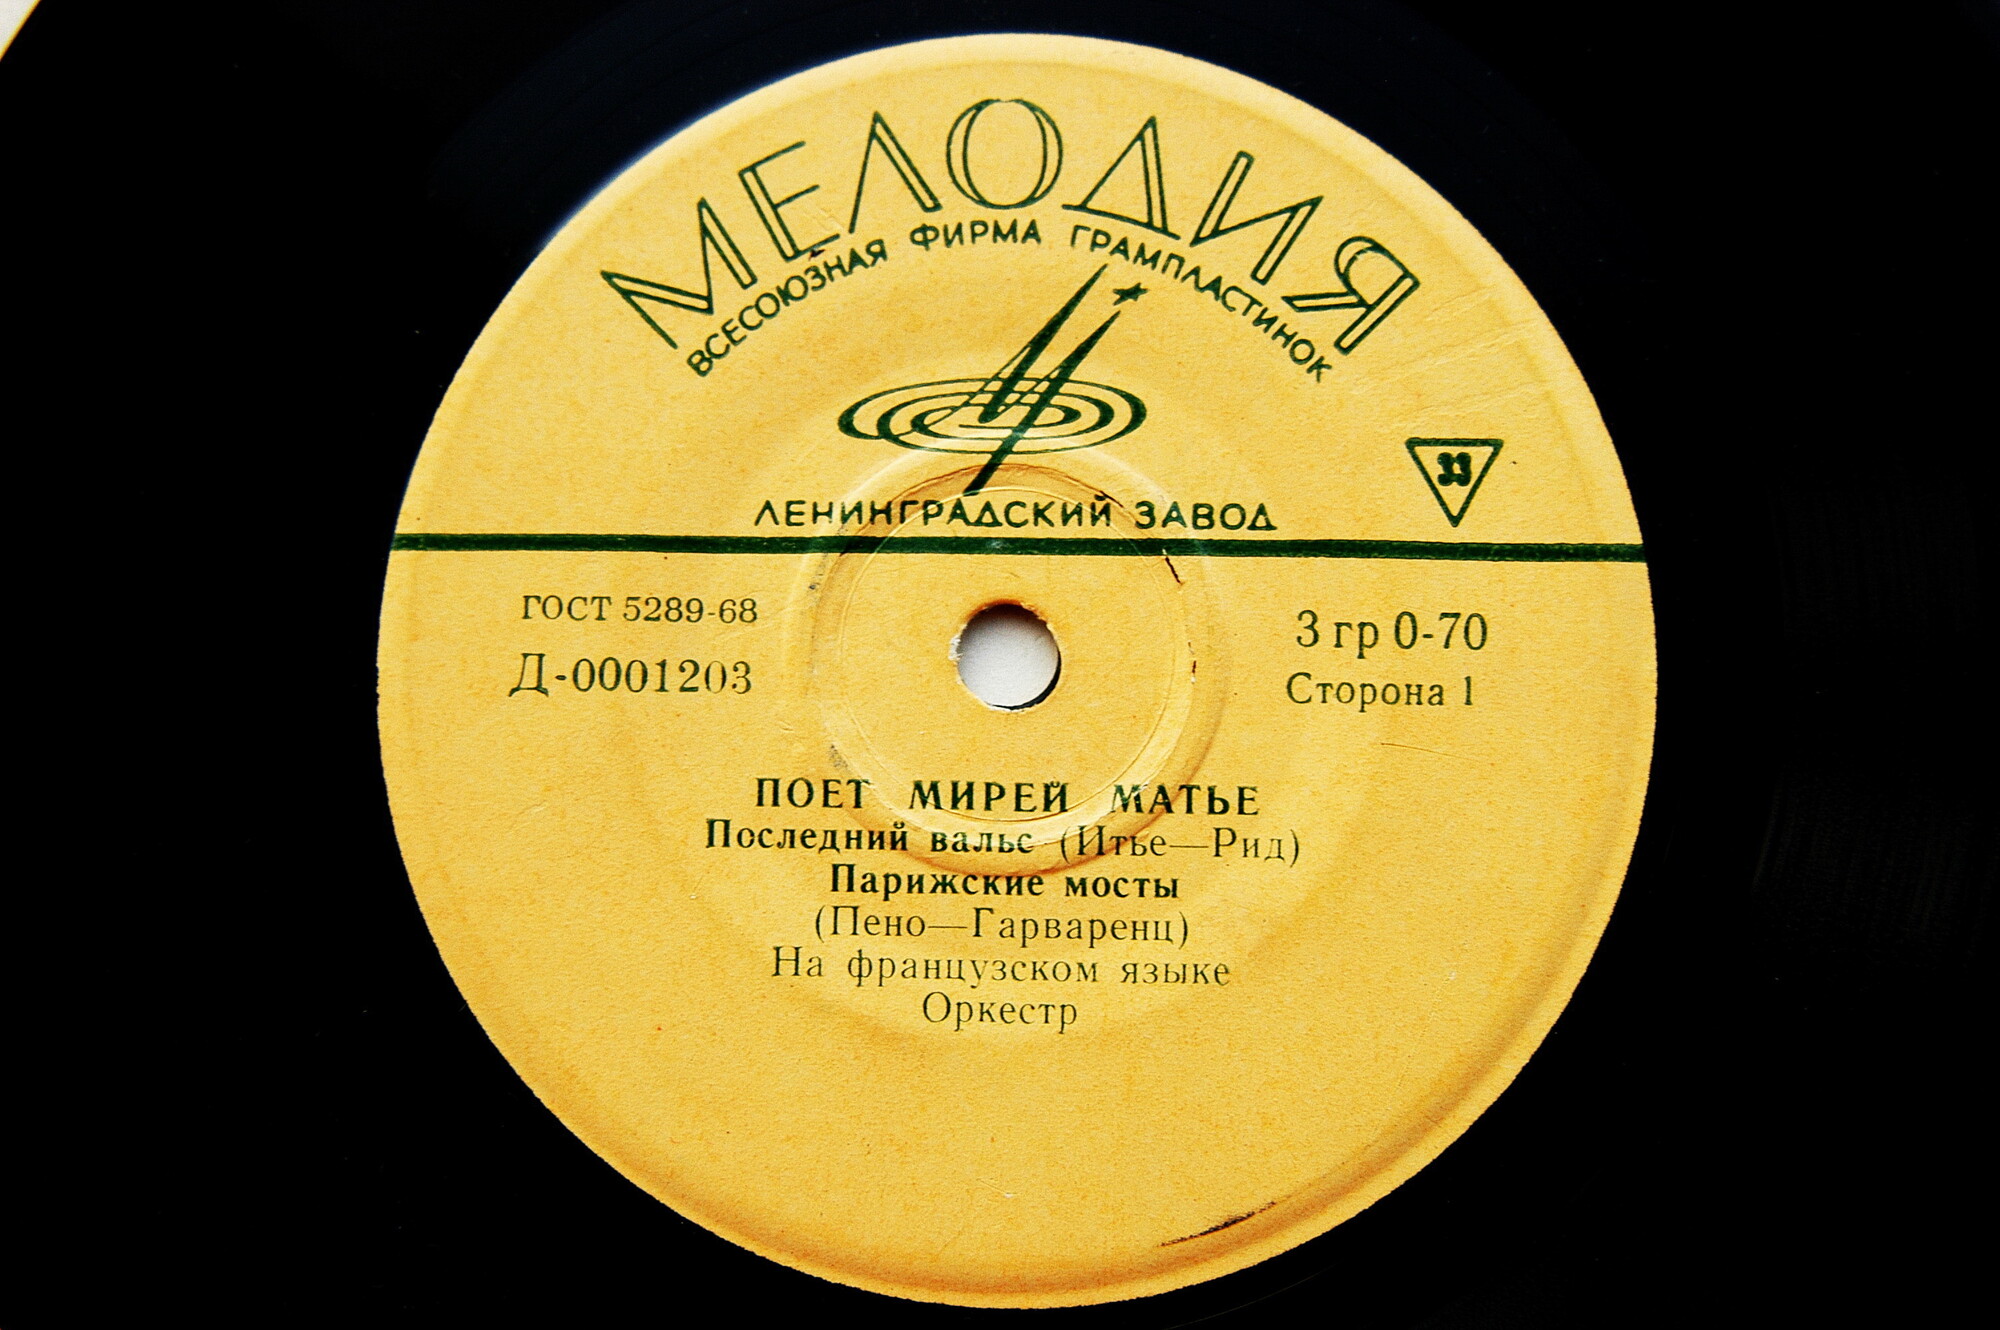 МЕЛОДИЯ
ВСЕСОЮЗНАЯ ФИРМА ГРАМПЛАСТИНОК
33
ЛЕНИНГРАДСКИЙ ЗАВОД
ГОСТ 5289-68
Д-0001203
3 гр 0-70
Сторона 1
ПОЕТ МИРЕЙ МАТЬЕ
Последний вальс (Итье—Рид)
Парижские мосты
(Пено—Гарваренц)
На французском языке
Оркестр